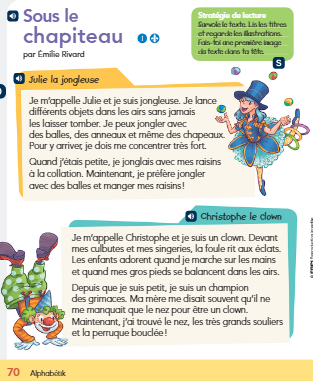 Sous le
chapiteau
par Émilie Rivard
Stratégie de lecture
Survole le texte. Lis les titres
et regarde les illustrations.
Fais-toi une première image
du texte dans ta tête.
S
Julie la jongleuse
Je m'appelle Julie et je suis jongleuse. Je lance
différents objets dans les airs sans jamais
les laisser tomber. Je peux jongler avec
des balles, des anneaux et même des chapeaux.
Pour y arriver, je dois me concentrer très fort.
Quand j'étais petite, je jonglais avec mes raisins
à la collation. Maintenant, je préfère jongler
avec des balles et manger mes raisins!
Christophe le clown
Je m'appelle Christophe et je suis un clown. Devant
mes culbutes et mes singeries, la foule rit aux éclats.
Les enfants adorent quand je marche sur les mains
et quand mes gros pieds se balancent dans les airs.
Depuis que je suis petit, je suis un champion
des grimaces. Ma mère me disait souvent qu'il ne
me manquait que le nez pour être un clown.
Maintenant, j'ai trouvé le nez, les très grands souliers
et la perruque bouclée!
70 Alphabétik